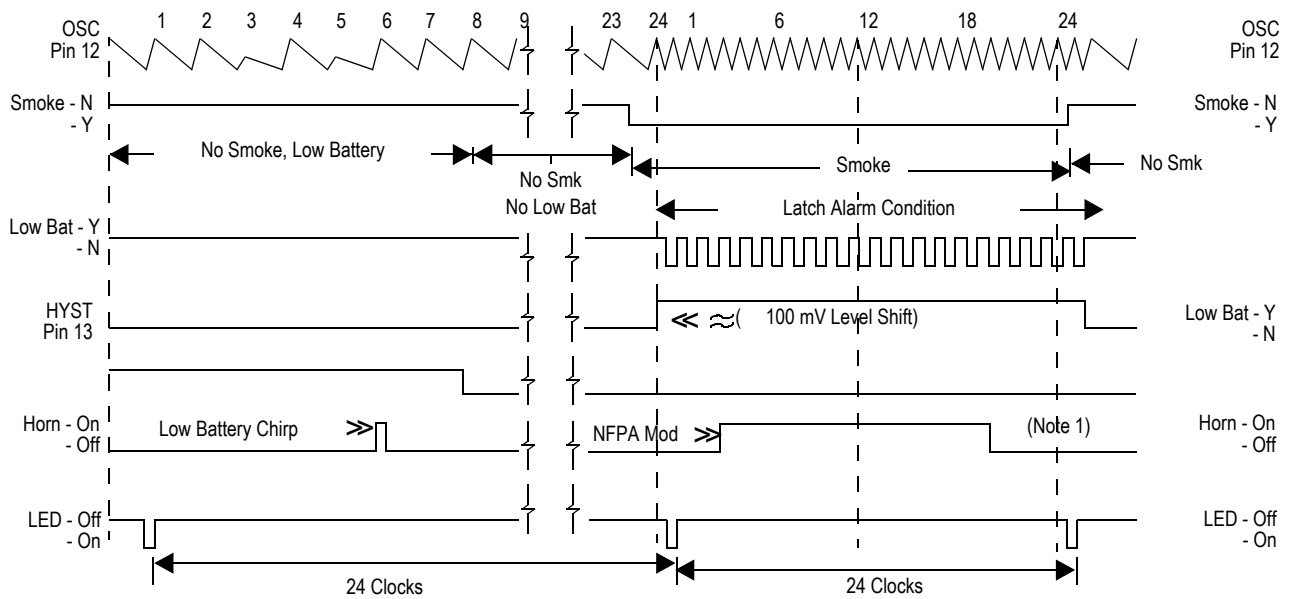 1 2 3 4 5 6 7 8 9 23 24 1 6 12 18 24
OSC
Pin 12
OSC
Pin 12
Smoke - N
- Y
Smoke - N
- Y
No Smoke, Low Battery
No Smk
No Low Bat
Smoke
No Smk
Latch Alarm Condition
Low Bat - Y
- N
HYST
Pin 13
≪ ≈( 100 mV Level Shift)
Low Bat - Y
- N
Horn - On
- Off
Low Battery Chirp ≫
NFPA Mod ≫
(Note 1)
Horn - On
- Off
LED - Off
- On
LED - Off
- On
24 Clocks
24 Clocks